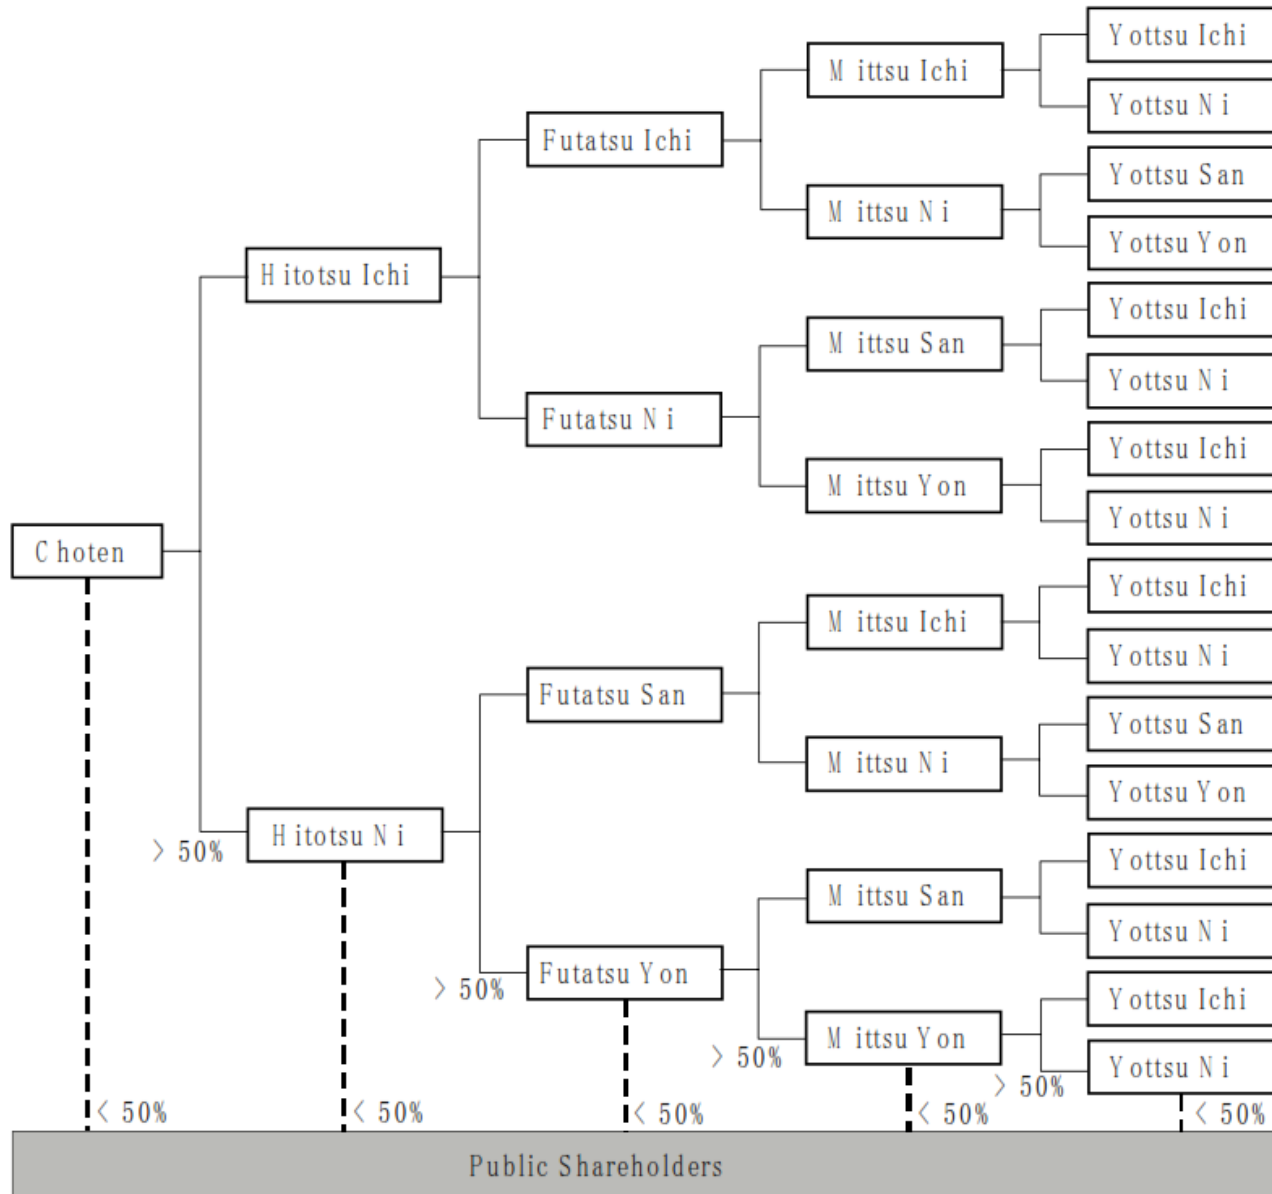 Choten
Hitotsu Ichi
Hitotsu Ni
> 50%
Futatsu Ichi
Futatsu Ni
Futatsu San
Futatsu Yon
> 50%
Mittsu Ichi
Mittsu Ni
Mittsu San
Mittsu Yon
Mittsu Ichi
Mittsu Ni
Mittsu San
Mittsu Yon
> 50%
Yottsu Ichi
Yottsu Ni
Yottsu San
Yottsu Yon
Yottsu Ichi
Yottsu Ni
Yottsu Ichi
Yottsu Ni
Yottsu Ichi
Yottsu Ni
Yottsu San
Yottsu Yon
Yottsu Ichi
Yottsu Ni
Yottsu Ichi
Yottsu Ni
> 50%
< 50%
< 50%
< 50%
< 50%
< 50%
Public Shareholders